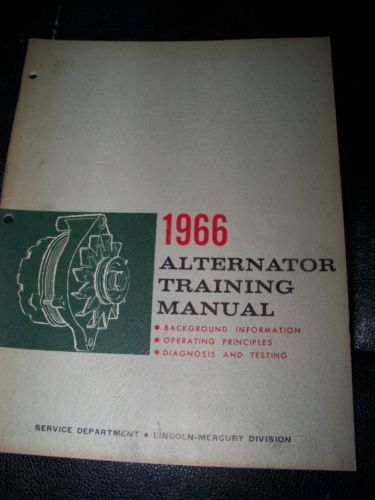 1966
ALTERNATOR
TRAINING
MANUAL
• BACKGROUND INFORMATION
• OPERATING PRINCIPLES
• DIAGNOSIS AND TESTING
SERVICE DEPARTMENT • LINCOLN-MERCURY DIVISION